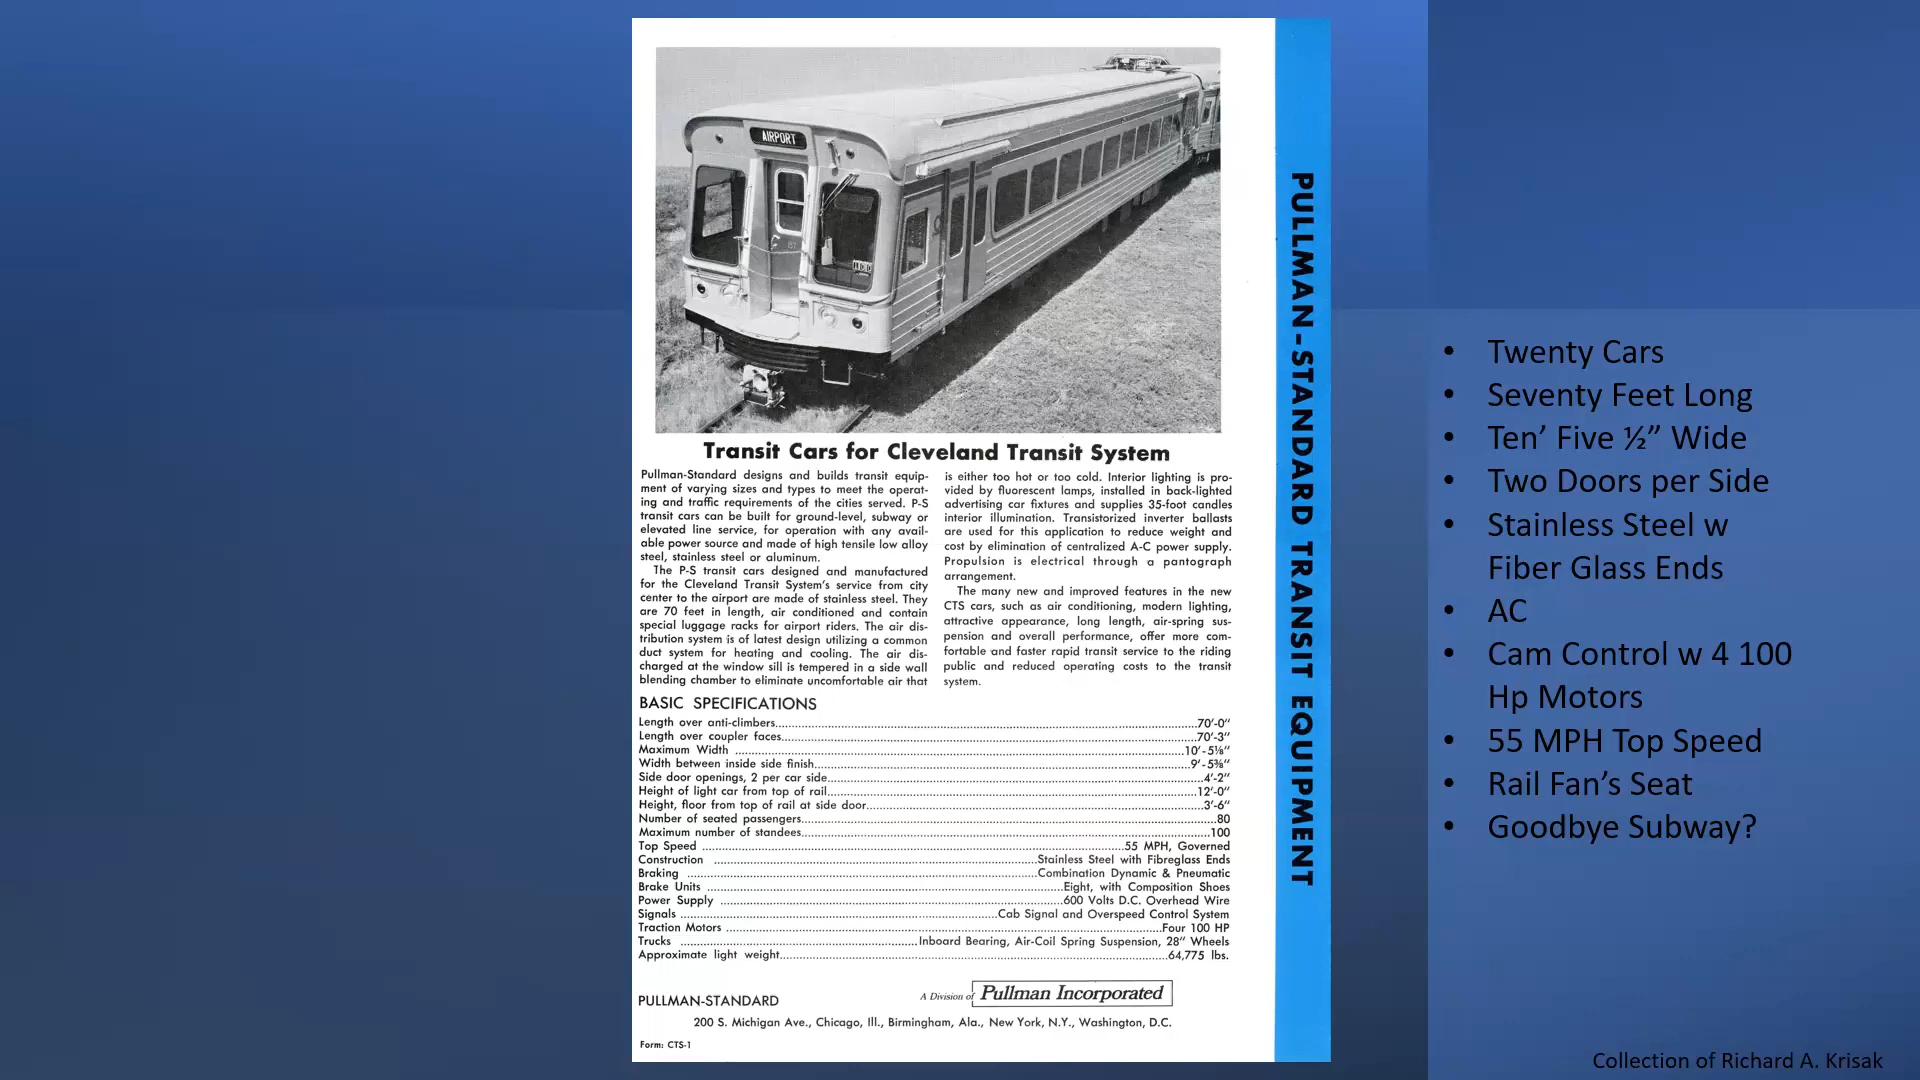 AIRPORT
Transit Cars for Cleveland Transit System
Pullman-Standard designs and builds transit equip-
ment of varying sizes and types to meet the operat-
ing and traffic requirements of the cities served. P-S
transit cars can be built for ground-level, subway or
elevated line service, for operation with any avail-
able power source and made of high tensile low alloy
steel, stainless steel or aluminum.
The P-S transit cars designed and manufactured
for the Cleveland Transit System's service from city
center to the airport are made of stainless steel. They
are 70 feet in length, air conditioned and contain
special luggage racks for airport riders. The air dis-
tribution system is of latest design utilizing a common
duct system for heating and cooling. The air dis-
charged at the window sill is tempered in a side wall
blending chamber to eliminate uncomfortable air that
is either too hot or too cold. Interior lighting is pro-
vided by fluorescent lamps, installed in back-lighted
advertising car fixtures and supplies 35-foot candles
interior illumination. Transistorized inverter ballasts
are used for this application to reduce weight and
cost by elimination of centralized A-C power supply.
Propulsion is electrical through a pantograph
arrangement.
The many new and improved features in the new
CTS cars, such as air conditioning, modern lighting,
attractive appearance, long length, air-spring sus-
pension and overall performance, offer more com-
fortable and faster rapid transit service to the riding
public and reduced operating costs to the transit
system.
BASIC SPECIFICATIONS
Length over anti-climbers 70'-0"
Length over coupler faces 70'-3"
Maximum Width 10'-5⅛"
Width between inside side finish 9'-5⅜"
Side door openings, 2 per car side 4'-2"
Height of light car from top of rail 12'-0"
Height, floor from top of rail at side door 3'-6"
Number of seated passengers 80
Maximum number of standees 100
Top Speed 55 MPH, Governed
Construction Stainless Steel with Fibreglass Ends
Braking Combination Dynamic & Pneumatic
Brake Units Eight, with Composition Shoes
Power Supply 600 Volts D.C. Overhead Wire
Signals Cab Signal and Overspeed Control System
Traction Motors Four 100 HP
Trucks Inboard Bearing, Air-Coil Spring Suspension, 28" Wheels
Approximate light weight 64,775 lbs.
PULLMAN-STANDARD
A Division of Pullman Incorporated
200 S. Michigan Ave., Chicago, Ill., Birmingham, Ala., New York, N.Y., Washington, D.C.
Form: CTS-1
PULLMAN-STANDARD TRANSIT EQUIPMENT
• Twenty Cars
• Seventy Feet Long
• Ten' Five ½" Wide
• Two Doors per Side
• Stainless Steel w
Fiber Glass Ends
• AC
• Cam Control w 4 100
Hp Motors
• 55 MPH Top Speed
• Rail Fan's Seat
• Goodbye Subway?
Collection of Richard A. Krisak